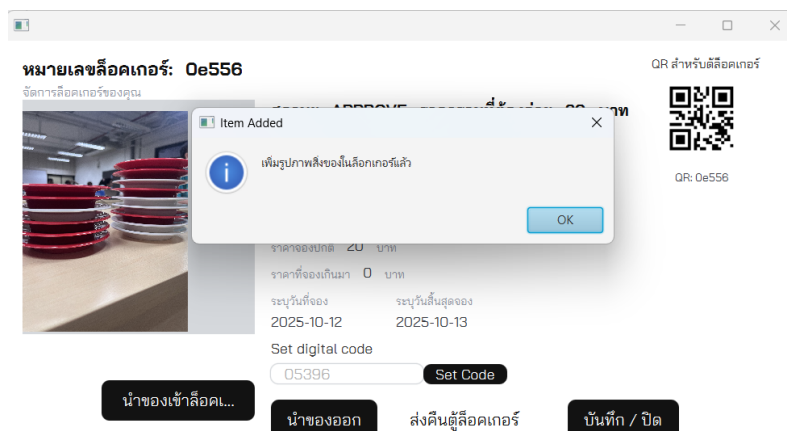 หมายเลขล็อคเกอร์: 0e556
จัดการล็อคเกอร์ของคุณ
QR สำหรับตู้ล็อคเกอร์
QR: 0e556
APPROVE
บาท
Item Added
เพิ่มรูปภาพสิ่งของในล็อกเกอร์แล้ว
OK
ราคาจองปกติ 20 บาท
ราคาที่จองเกินมา 0 บาท
ระบุวันที่จอง ระบุวันสิ้นสุดจอง
2025-10-12 2025-10-13
Set digital code
05396 Set Code
นำของเข้าล็อคเ...
นำของออก ส่งคืนตู้ล็อคเกอร์ บันทึก / ปิด